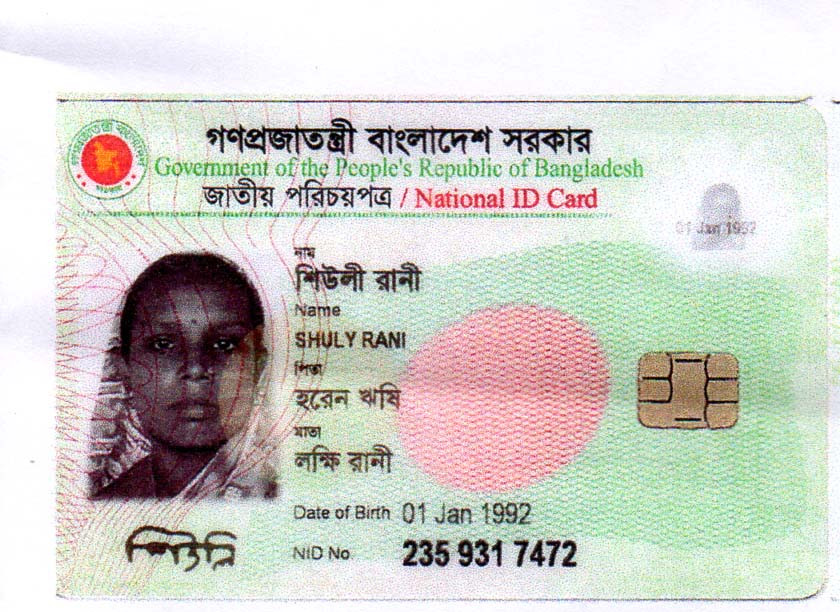 গণপ্রজাতন্ত্রী বাংলাদেশ সরকার
Government of the People's Republic of Bangladesh
জাতীয় পরিচয়পত্র / National ID Card
01 Jan 1992
নাম
শিউলী রানী
Name
SHULY RANI
পিতা
হরেন ঋষি
মাতা
লক্ষি রানী
Date of Birth 01 Jan 1992
NID No. 235 931 7472
শিউলি